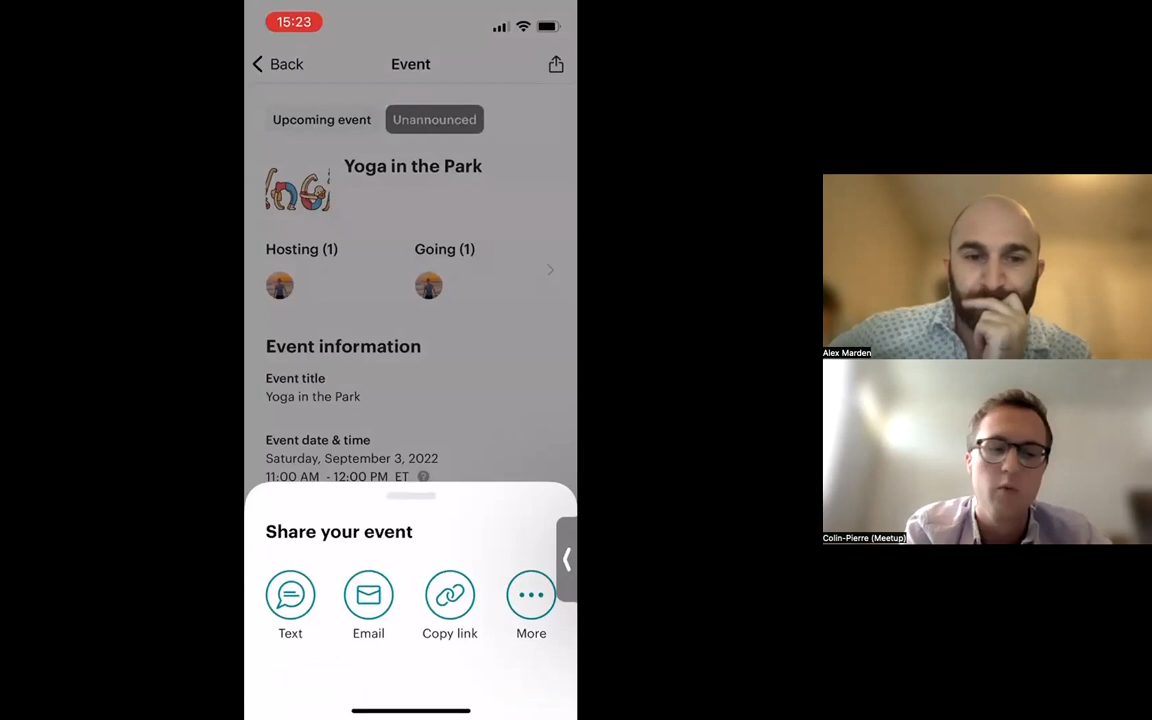 15:23
Back
Event
Upcoming event
Unannounced
Yoga in the Park
Hosting (1)
Going (1)
Event information
Event title
Yoga in the Park
Event date & time
Saturday, September 3, 2022
11:00 AM - 12:00 PM ET ?
Share your event
Text
Email
Copy link
More
Alex Marden
Colin-Pierre (Meetup)